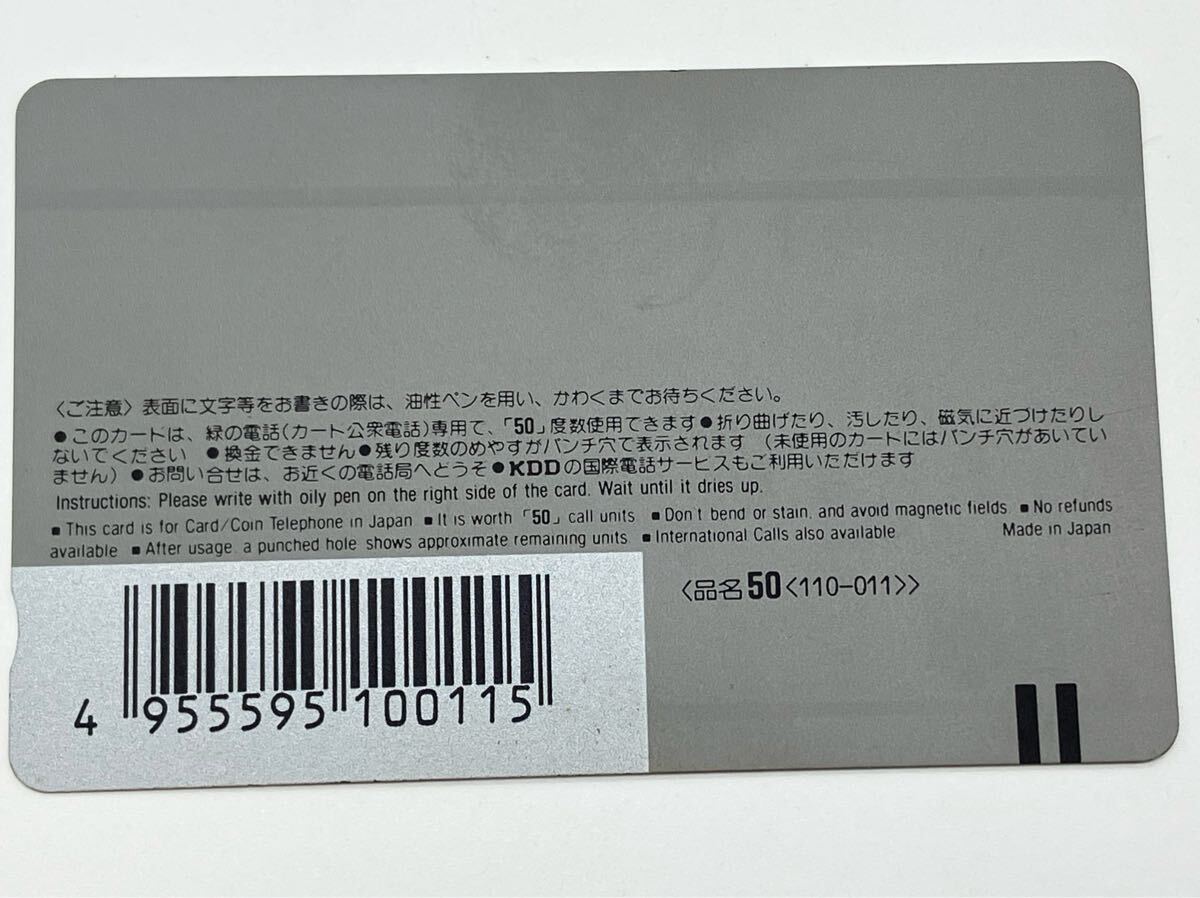 〈ご注意〉表面に文字等をお書きの際は、油性ペンを用い、かわくまでお待ちください。
●このカードは、緑の電話(カード公衆電話)専用で、「50」度数使用できます●折り曲げたり、汚したり、磁気に近づけたりし
ないでください ●換金できません●残り度数のめやすがパンチ穴で表示されます (未使用のカードにはパンチ穴があいてい
ません) ●お問い合せは、お近くの電話局へどうぞ●KDDの国際電話サービスもご利用いただけます
Instructions: Please write with oily pen on the right side of the card. Wait until it dries up.
■This card is for Card/Coin Telephone in Japan ■It is worth「50」call units ■Don't bend or stain, and avoid magnetic fields ■No refunds
available ■After usage, a punched hole shows approximate remaining units ■International Calls also available Made in Japan
〈品名50<110-011>〉
4 955595 100115